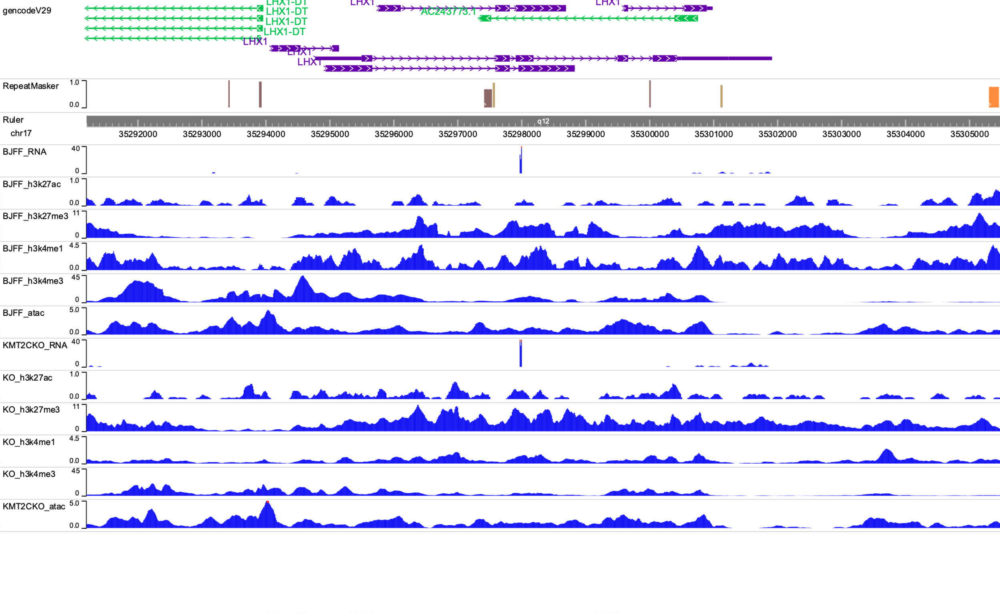 LHX1-DT LHX1 LHX1
gencodeV29 LHX1-DT AC243773.1
LHX1-DT
LHX1-DT
LHX1
LHX1
LHX1
RepeatMasker 1.0
0.0
Ruler q12
chr17 35292000 35293000 35294000 35295000 35296000 35297000 35298000 35299000 35300000 35301000 35302000 35303000 35304000 35305000
BJFF_RNA 40
0
BJFF_h3k27ac 1.0
0.0
BJFF_h3k27me3 11
0
BJFF_h3k4me1 4.5
0.0
BJFF_h3k4me3 45
0
BJFF_atac 5.0
0.0
KMT2CKO_RNA 40
0
KO_h3k27ac 1.0
0.0
KO_h3k27me3 11
0
KO_h3k4me1 4.5
0.0
KO_h3k4me3 45
0
KMT2CKO_atac 5.0
0.0